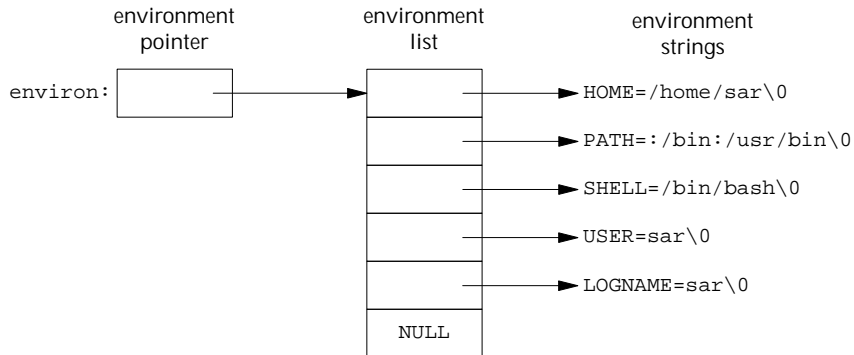 environment pointer
environment list
environment strings
environ:
HOME=/home/sar\0
PATH=:/bin:/usr/bin\0
SHELL=/bin/bash\0
USER=sar\0
LOGNAME=sar\0
NULL